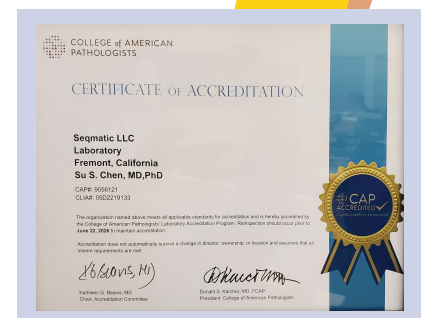 COLLEGE of AMERICAN
PATHOLOGISTS
CERTIFICATE OF ACCREDITATION
Seqmatic LLC
Laboratory
Fremont, California
Su S. Chen, MD,PhD
CAP#: 9056121
CLIA#: 05D2219133
The organization named above meets all applicable standards for accreditation and is hereby accredited by
the College of American Pathologists' Laboratory Accreditation Program. Reinspection should occur prior to
June 22, 2026 to maintain accreditation.
Accreditation does not automatically survive a change in director, ownership, or location and assumes that all
interim requirements are met.
CAP
ACCREDITED
COLLEGE of AMERICAN PATHOLOGISTS
Kathleen G. Beavis, MD
Chair, Accreditation Committee
Donald S. Karcher, MD, FCAP
President, College of American Pathologists